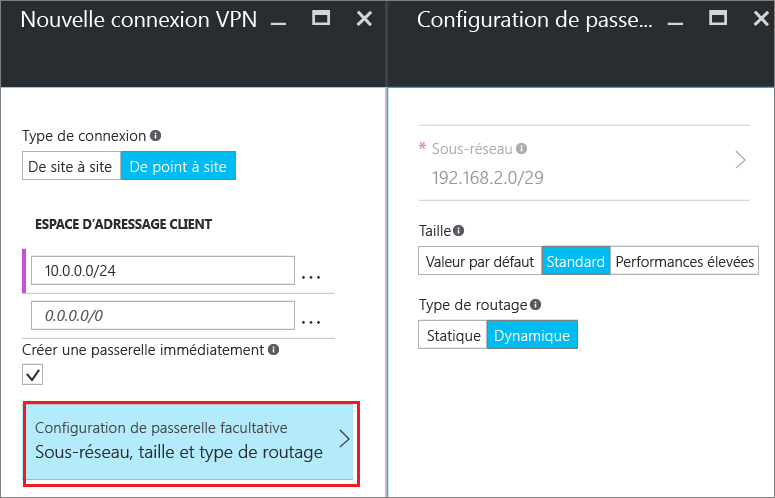 Nouvelle connexion VPN
Type de connexion
De site à site
De point à site
ESPACE D'ADRESSAGE CLIENT
10.0.0.0/24
...
0.0.0.0/0
...
Créer une passerelle immédiatement
Configuration de passerelle facultative
Sous-réseau, taille et type de routage
Configuration de passe...
* Sous-réseau
192.168.2.0/29
Taille
Valeur par défaut
Standard
Performances élevées
Type de routage
Statique
Dynamique